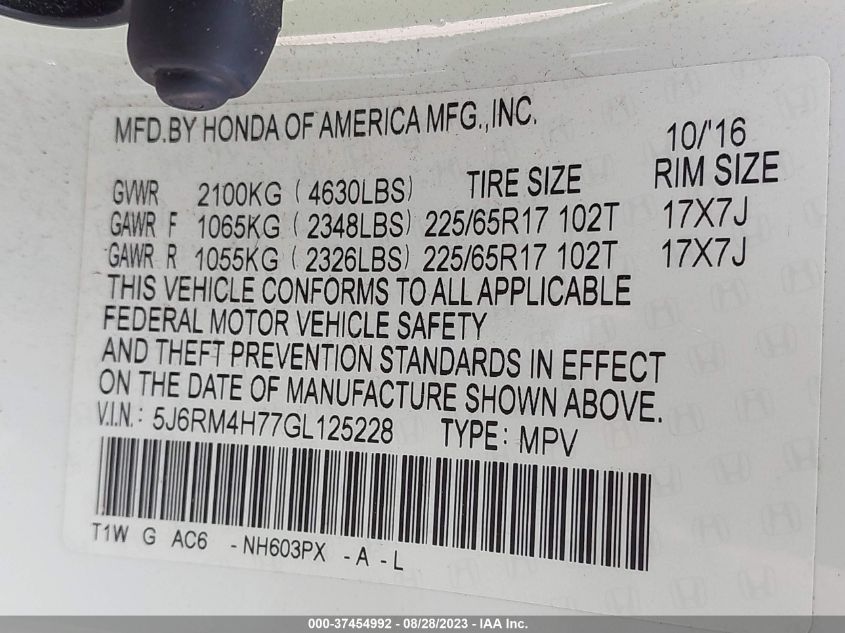 MFD.BY HONDA OF AMERICA MFG.,INC. 10/'16
GVWR 2100KG (4630LBS) TIRE SIZE RIM SIZE
GAWR F 1065KG (2348LBS) 225/65R17 102T 17X7J
GAWR R 1055KG (2326LBS) 225/65R17 102T 17X7J
THIS VEHICLE CONFORMS TO ALL APPLICABLE
FEDERAL MOTOR VEHICLE SAFETY
AND THEFT PREVENTION STANDARDS IN EFFECT
ON THE DATE OF MANUFACTURE SHOWN ABOVE.
V.I.N.: 5J6RM4H77GL125228 TYPE: MPV
T1W G AC6 -NH603PX -A-L
000-37454992 - 08/28/2023 - IAA Inc.